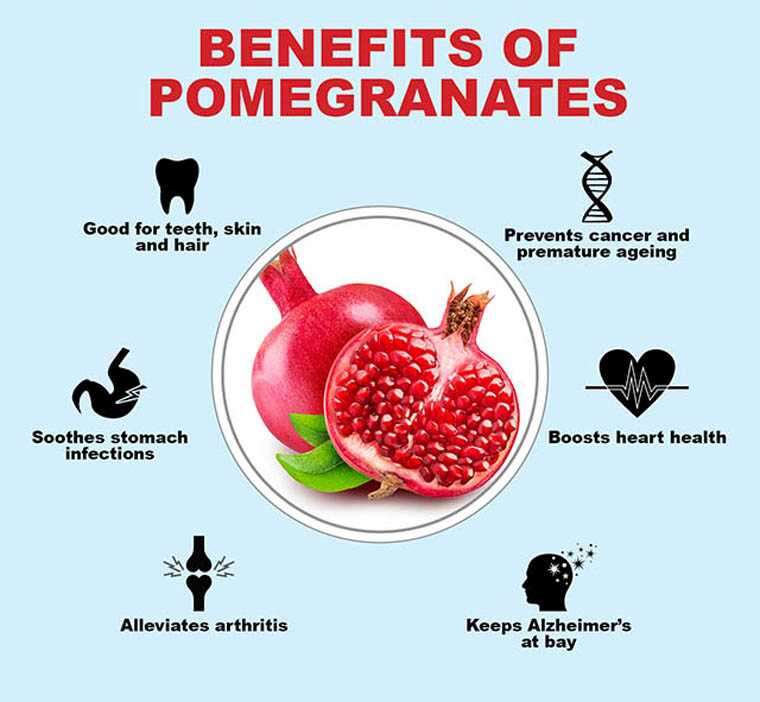 BENEFITS OF
POMEGRANATES
Good for teeth, skin
and hair
Prevents cancer and
premature ageing
Soothes stomach
infections
Boosts heart health
Alleviates arthritis
Keeps Alzheimer's
at bay